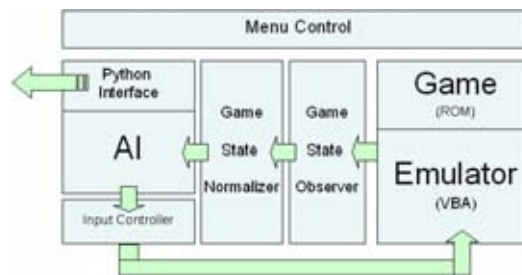 Menu Control
Python
Interface
AI
Input Controller
Game
State
Normalizer
Game
State
Observer
Game
(ROM)
Emulator
(VBA)